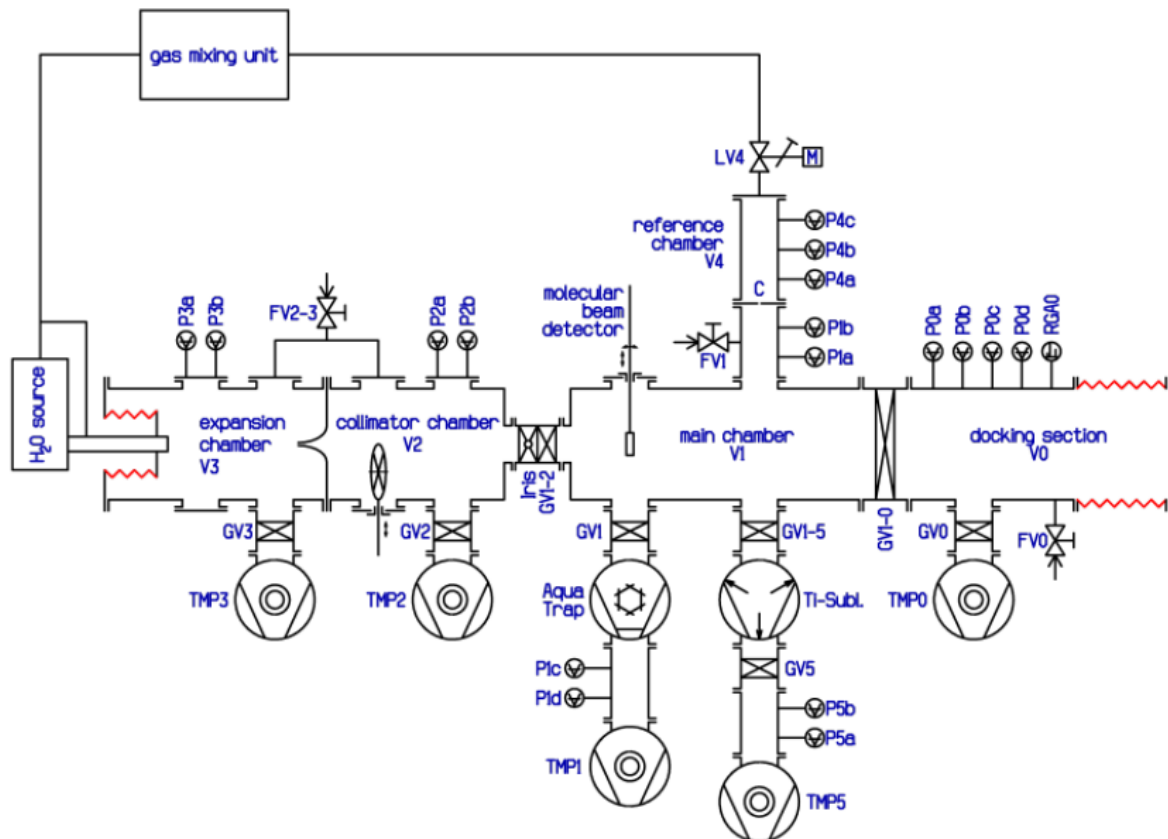 gas mixing unit
LV4
M
reference
chamber
V4
P4c
P4b
P4a
C
molecular
beam
detector
P3a
P3b
FV2-3
P2a
P2b
FV1
P1b
P1a
P0a
P0b
P0c
P0d
RGA0
H₂O source
expansion
chamber
V3
collimator chamber
V2
Iris
GV1-2
main chamber
V1
GV1-0
docking section
V0
GV3
GV2
GV1
GV1-5
GV0
FV0
TMP3
TMP2
Aqua
Trap
Ti-Subl.
TMP0
P1c
P1d
GV5
P5b
P5a
TMP1
TMP5